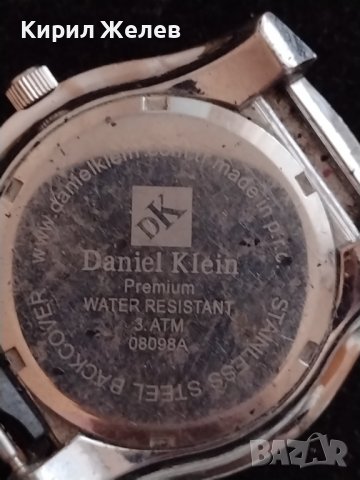 Кирил Желев
www.danielklein.com.tr made in p.r.c
DK
Daniel Klein
Premium
WATER RESISTANT
3.ATM
08098A
STAINLESS STEEL BACKCOVER
BAZAR